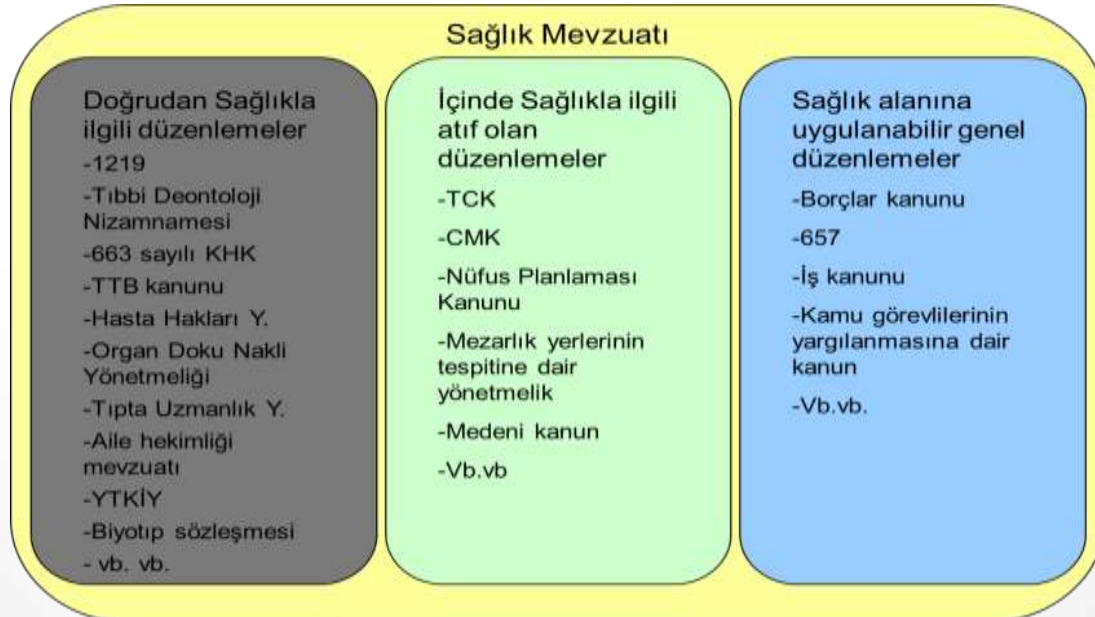 Sağlık Mevzuatı
Doğrudan Sağlıkla
ilgili düzenlemeler
-1219
-Tıbbi Deontoloji
Nizamnamesi
-663 sayılı KHK
-TTB kanunu
-Hasta Hakları Y.
-Organ Doku Nakli
Yönetmeliği
-Tıpta Uzmanlık Y.
-Aile hekimliği
mevzuatı
-YTKİY
-Biyotıp sözleşmesi
- vb. vb.
İçinde Sağlıkla ilgili
atıf olan
düzenlemeler
-TCK
-CMK
-Nüfus Planlaması
Kanunu
-Mezarlık yerlerinin
tespitine dair
yönetmelik
-Medeni kanun
-Vb.vb
Sağlık alanına
uygulanabilir genel
düzenlemeler
-Borçlar kanunu
-657
-İş kanunu
-Kamu görevlilerinin
yargılanmasına dair
kanun
-Vb.vb.